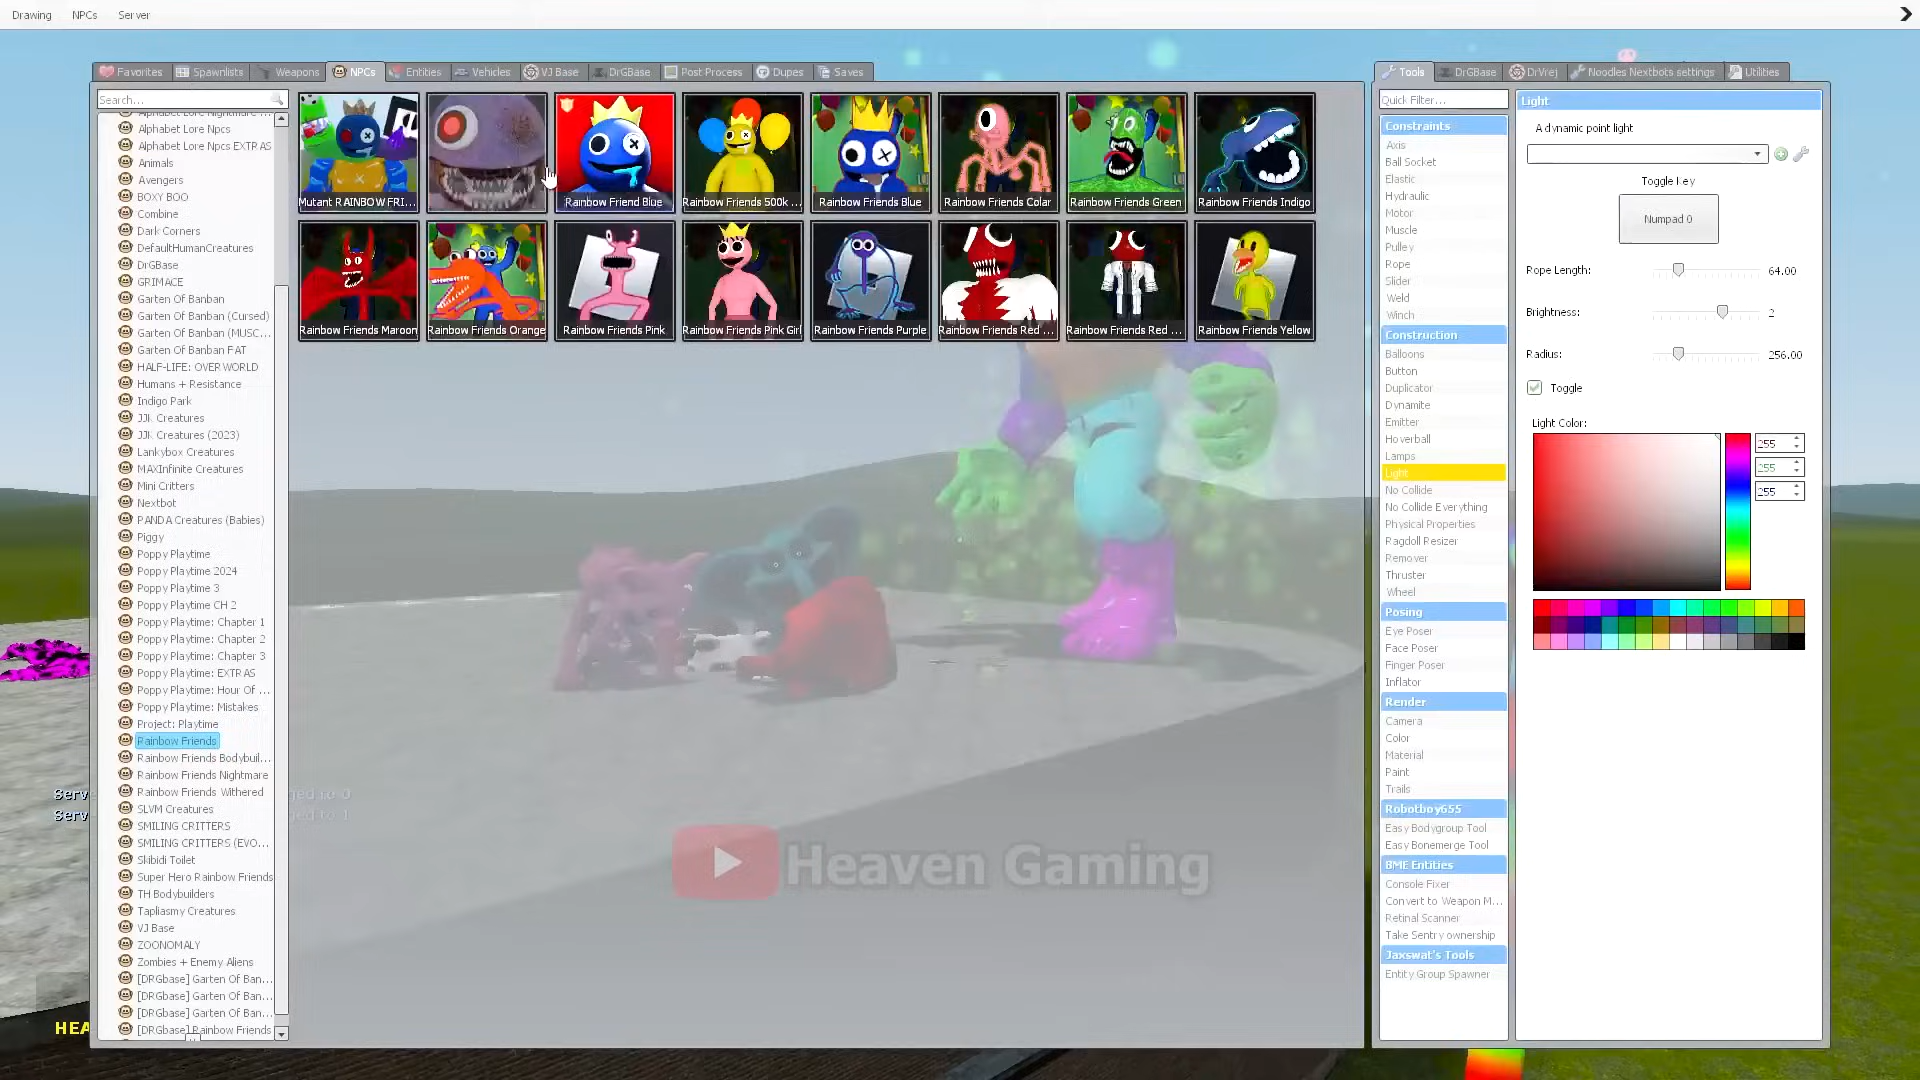 Drawing NPCs Server
Favorites Spawnlists Weapons NPCs Entities Vehicles VJ Base DrGBase Post Process Dupes Saves
Search...
Alphabet Lore Nightmare ...
Alphabet Lore Npcs
Alphabet Lore Npcs EXTRAS
Animals
Avengers
BOXY BOO
Combine
Dark Corners
DefaultHumanCreatures
DrGBase
GRIMACE
Garten Of Banban
Garten Of Banban (Cursed)
Garten Of Banban (MUSC...
Garten Of Banban FAT
HALF-LIFE: OVERWORLD
Humans + Resistance
Indigo Park
JJK Creatures
JJK Creatures (2023)
Lankybox Creatures
MAXInfinite Creatures
Mini Critters
Nextbot
PANDA Creatures (Babies)
Piggy
Poppy Playtime
Poppy Playtime 2024
Poppy Playtime 3
Poppy Playtime CH 2
Poppy Playtime: Chapter 1
Poppy Playtime: Chapter 2
Poppy Playtime: Chapter 3
Poppy Playtime: EXTRAS
Poppy Playtime: Hour Of ...
Poppy Playtime: Mistakes
Project: Playtime
Rainbow Friends
Rainbow Friends Bodybuil...
Rainbow Friends Nightmare
Rainbow Friends Withered
SLVM Creatures
SMILING CRITTERS
SMILING CRITTERS (EVO...
Skibidi Toilet
Super Hero Rainbow Friends
TH Bodybuilders
Tapliasmy Creatures
VJ Base
ZOONOMALY
Zombies + Enemy Aliens
[DRGbase] Garten Of Ban...
[DRGbase] Garten Of Ban...
[DRGbase] Garten Of Ban...
[DRGbase] Rainbow Friends
Mutant RAINBOW FRI... Rainbow Friend Blue Rainbow Friends 500k ... Rainbow Friends Blue Rainbow Friends Colar Rainbow Friends Green Rainbow Friends Indigo
Rainbow Friends Maroon Rainbow Friends Orange Rainbow Friends Pink Rainbow Friends Pink Girl Rainbow Friends Purple Rainbow Friends Red ... Rainbow Friends Red ... Rainbow Friends Yellow
Serv ged to 0
Serv ged to 1
HEA
Heaven Gaming
Tools DrGBase DrVrej Noodles Nextbots settings Utilities
Quick Filter...
Constraints
Axis
Ball Socket
Elastic
Hydraulic
Motor
Muscle
Pulley
Rope
Slider
Weld
Winch
Construction
Balloons
Button
Duplicator
Dynamite
Emitter
Hoverball
Lamps
Light
No Collide
No Collide Everything
Physical Properties
Ragdoll Resizer
Remover
Thruster
Wheel
Posing
Eye Poser
Face Poser
Finger Poser
Inflator
Render
Camera
Color
Material
Paint
Trails
Robotboy655
Easy Bodygroup Tool
Easy Bonemerge Tool
BME Entities
Console Fixer
Convert to Weapon M...
Retinal Scanner
Take Sentry ownership
Jaxswat's Tools
Entity Group Spawner
Light
A dynamic point light
Toggle Key
Numpad 0
Rope Length: 64.00
Brightness: 2
Radius: 256.00
Toggle
Light Color:
255
255
255